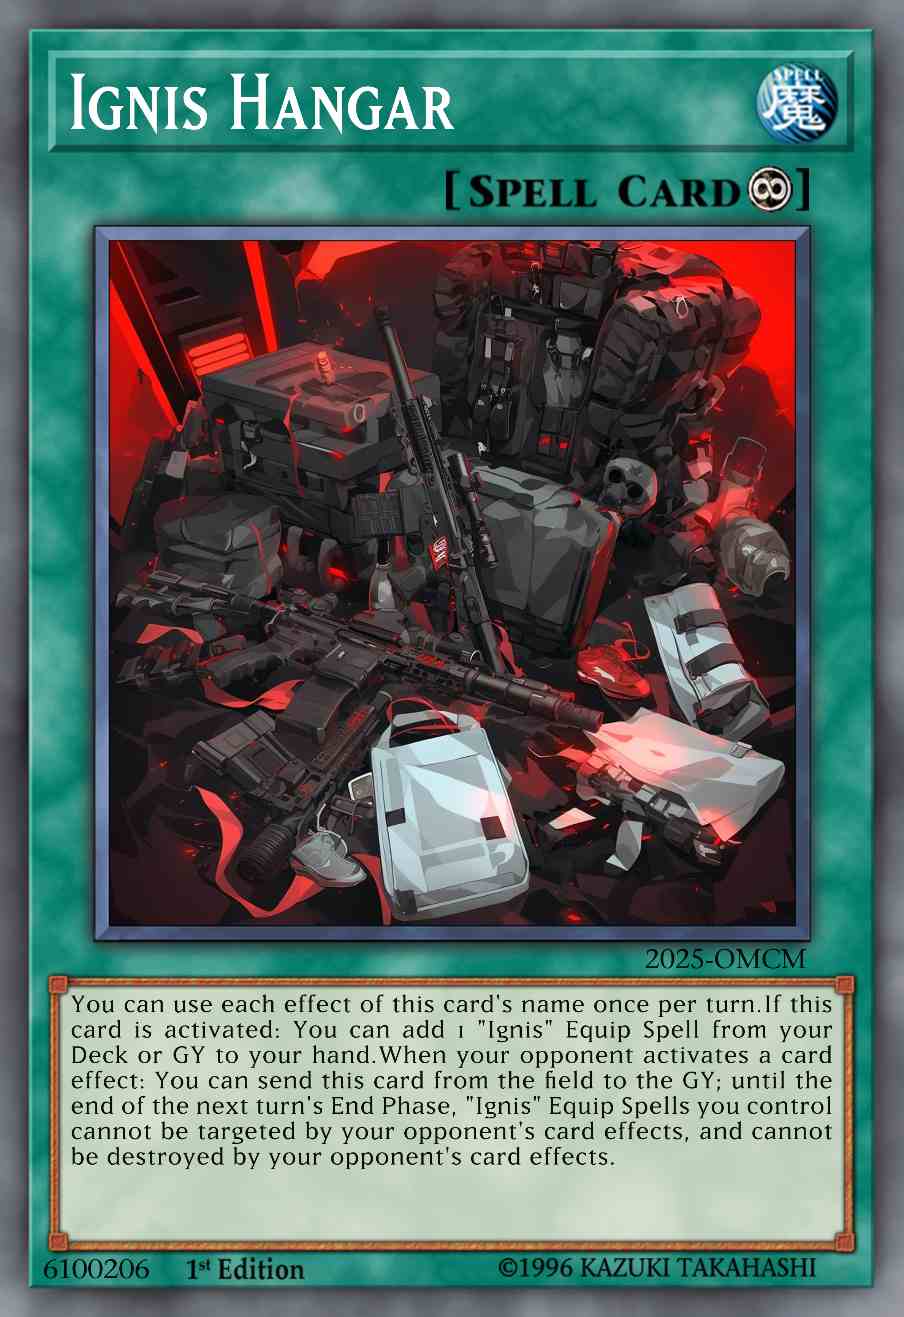 Ignis Hangar
SPELL
魔
[SPELL CARD]
2025-OMCM
You can use each effect of this card's name once per turn.If this
card is activated: You can add 1 "Ignis" Equip Spell from your
Deck or GY to your hand.When your opponent activates a card
effect: You can send this card from the field to the GY; until the
end of the next turn's End Phase, "Ignis" Equip Spells you control
cannot be targeted by your opponent's card effects, and cannot
be destroyed by your opponent's card effects.
6100206 1st Edition ©1996 KAZUKI TAKAHASHI